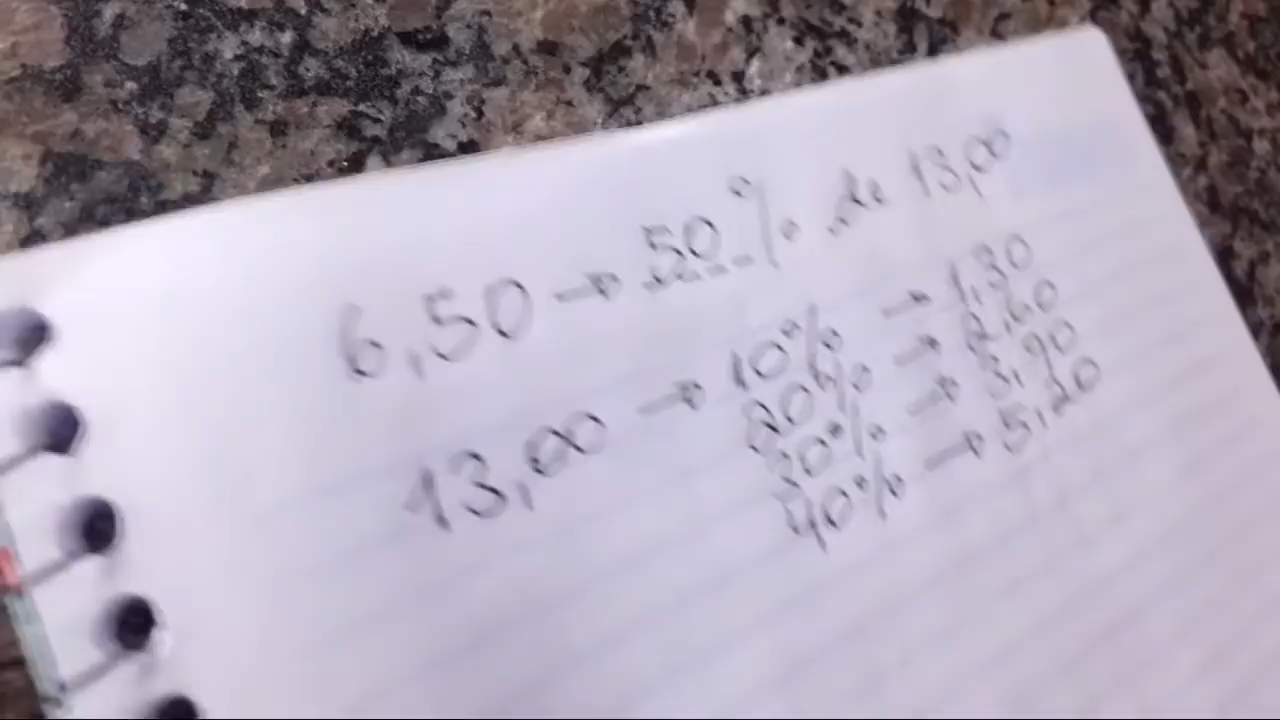 6,50 → 50% de 13,00
13,00 → 10% → 1,30
20% → 2,60
30% → 3,90
40% → 5,20